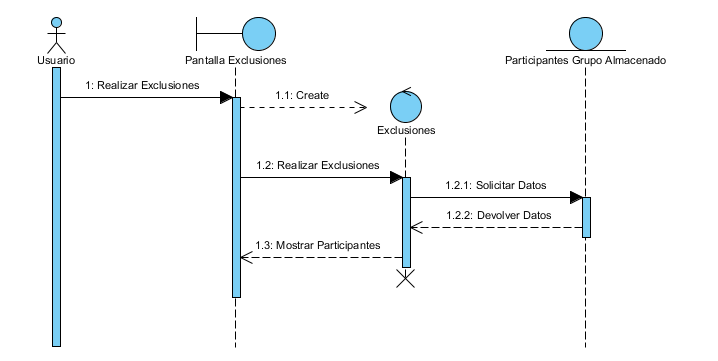 Usuario
Pantalla Exclusiones
Participantes Grupo Almacenado
1: Realizar Exclusiones
1.1: Create
Exclusiones
1.2: Realizar Exclusiones
1.2.1: Solicitar Datos
1.2.2: Devolver Datos
1.3: Mostrar Participantes